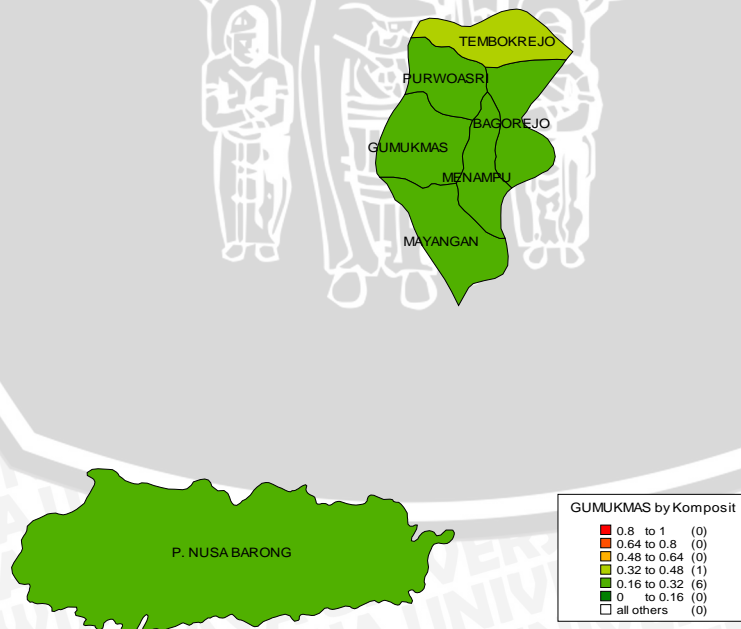 TEMBOKREJO
PURWOASRI
BAGOREJO
GUMUKMAS
MENAMPU
MAYANGAN
P. NUSA BARONG
GUMUKMAS by Komposit
0.8 to 1 (0)
0.64 to 0.8 (0)
0.48 to 0.64 (0)
0.32 to 0.48 (1)
0.16 to 0.32 (6)
0 to 0.16 (0)
all others (0)